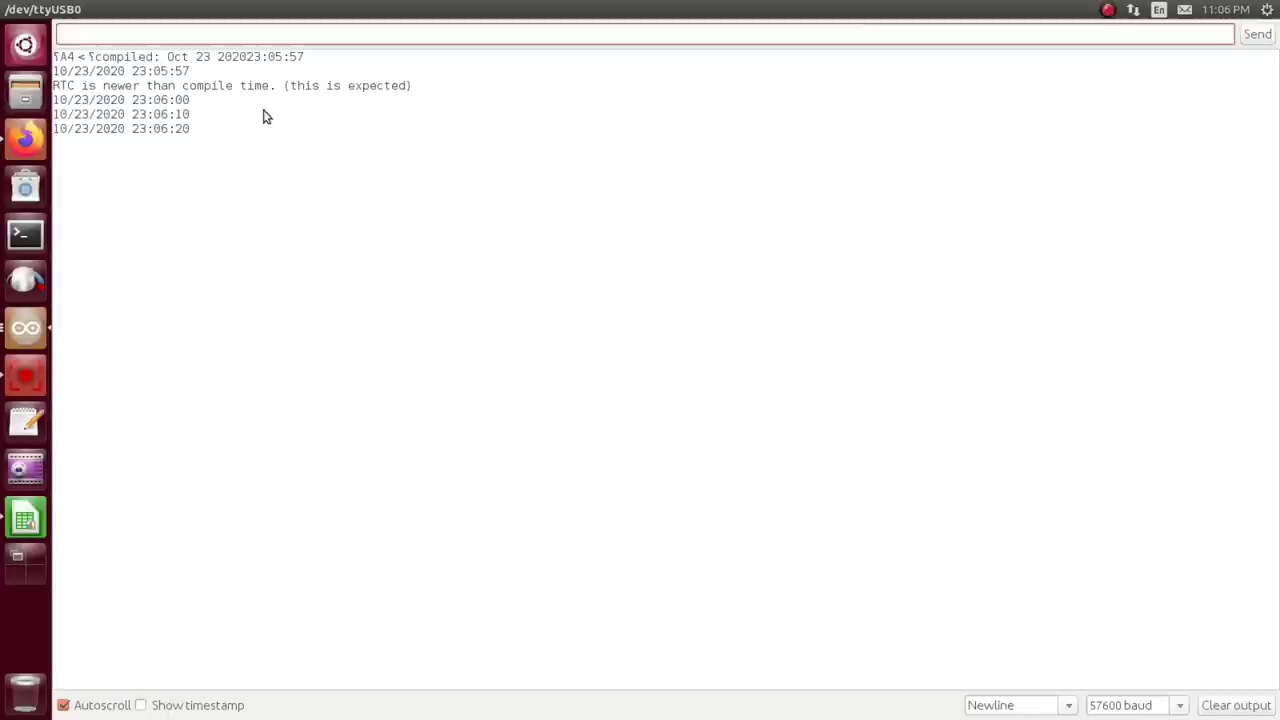 /dev/ttyUSB0
En
11:06 PM
Send
⸮A4<⸮compiled: Oct 23 202023:05:57
10/23/2020 23:05:57
RTC is newer than compile time. (this is expected)
10/23/2020 23:06:00
10/23/2020 23:06:10
10/23/2020 23:06:20
Autoscroll
Show timestamp
Newline
57600 baud
Clear output